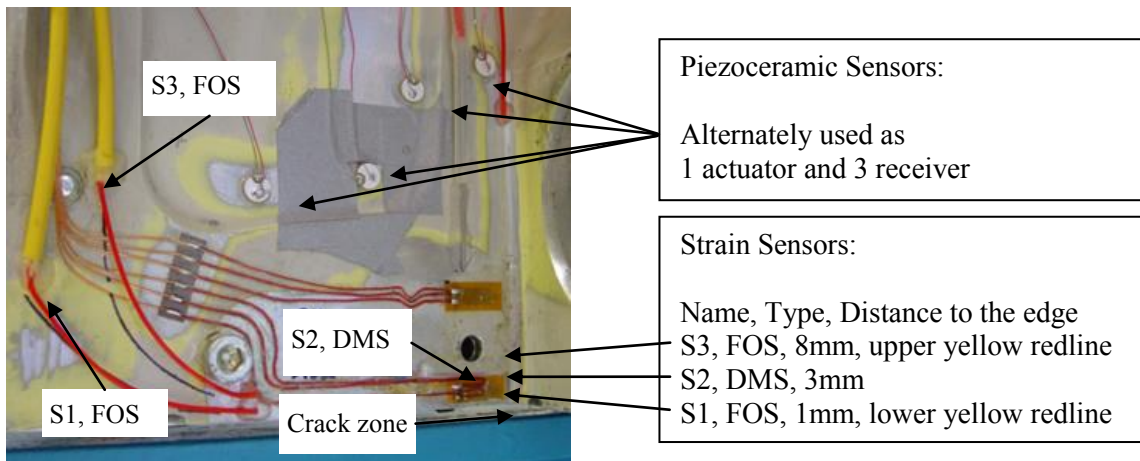 S3, FOS
S2, DMS
S1, FOS
Crack zone
Piezoceramic Sensors:
Alternately used as
1 actuator and 3 receiver
Strain Sensors:
Name, Type, Distance to the edge
S3, FOS, 8mm, upper yellow redline
S2, DMS, 3mm
S1, FOS, 1mm, lower yellow redline